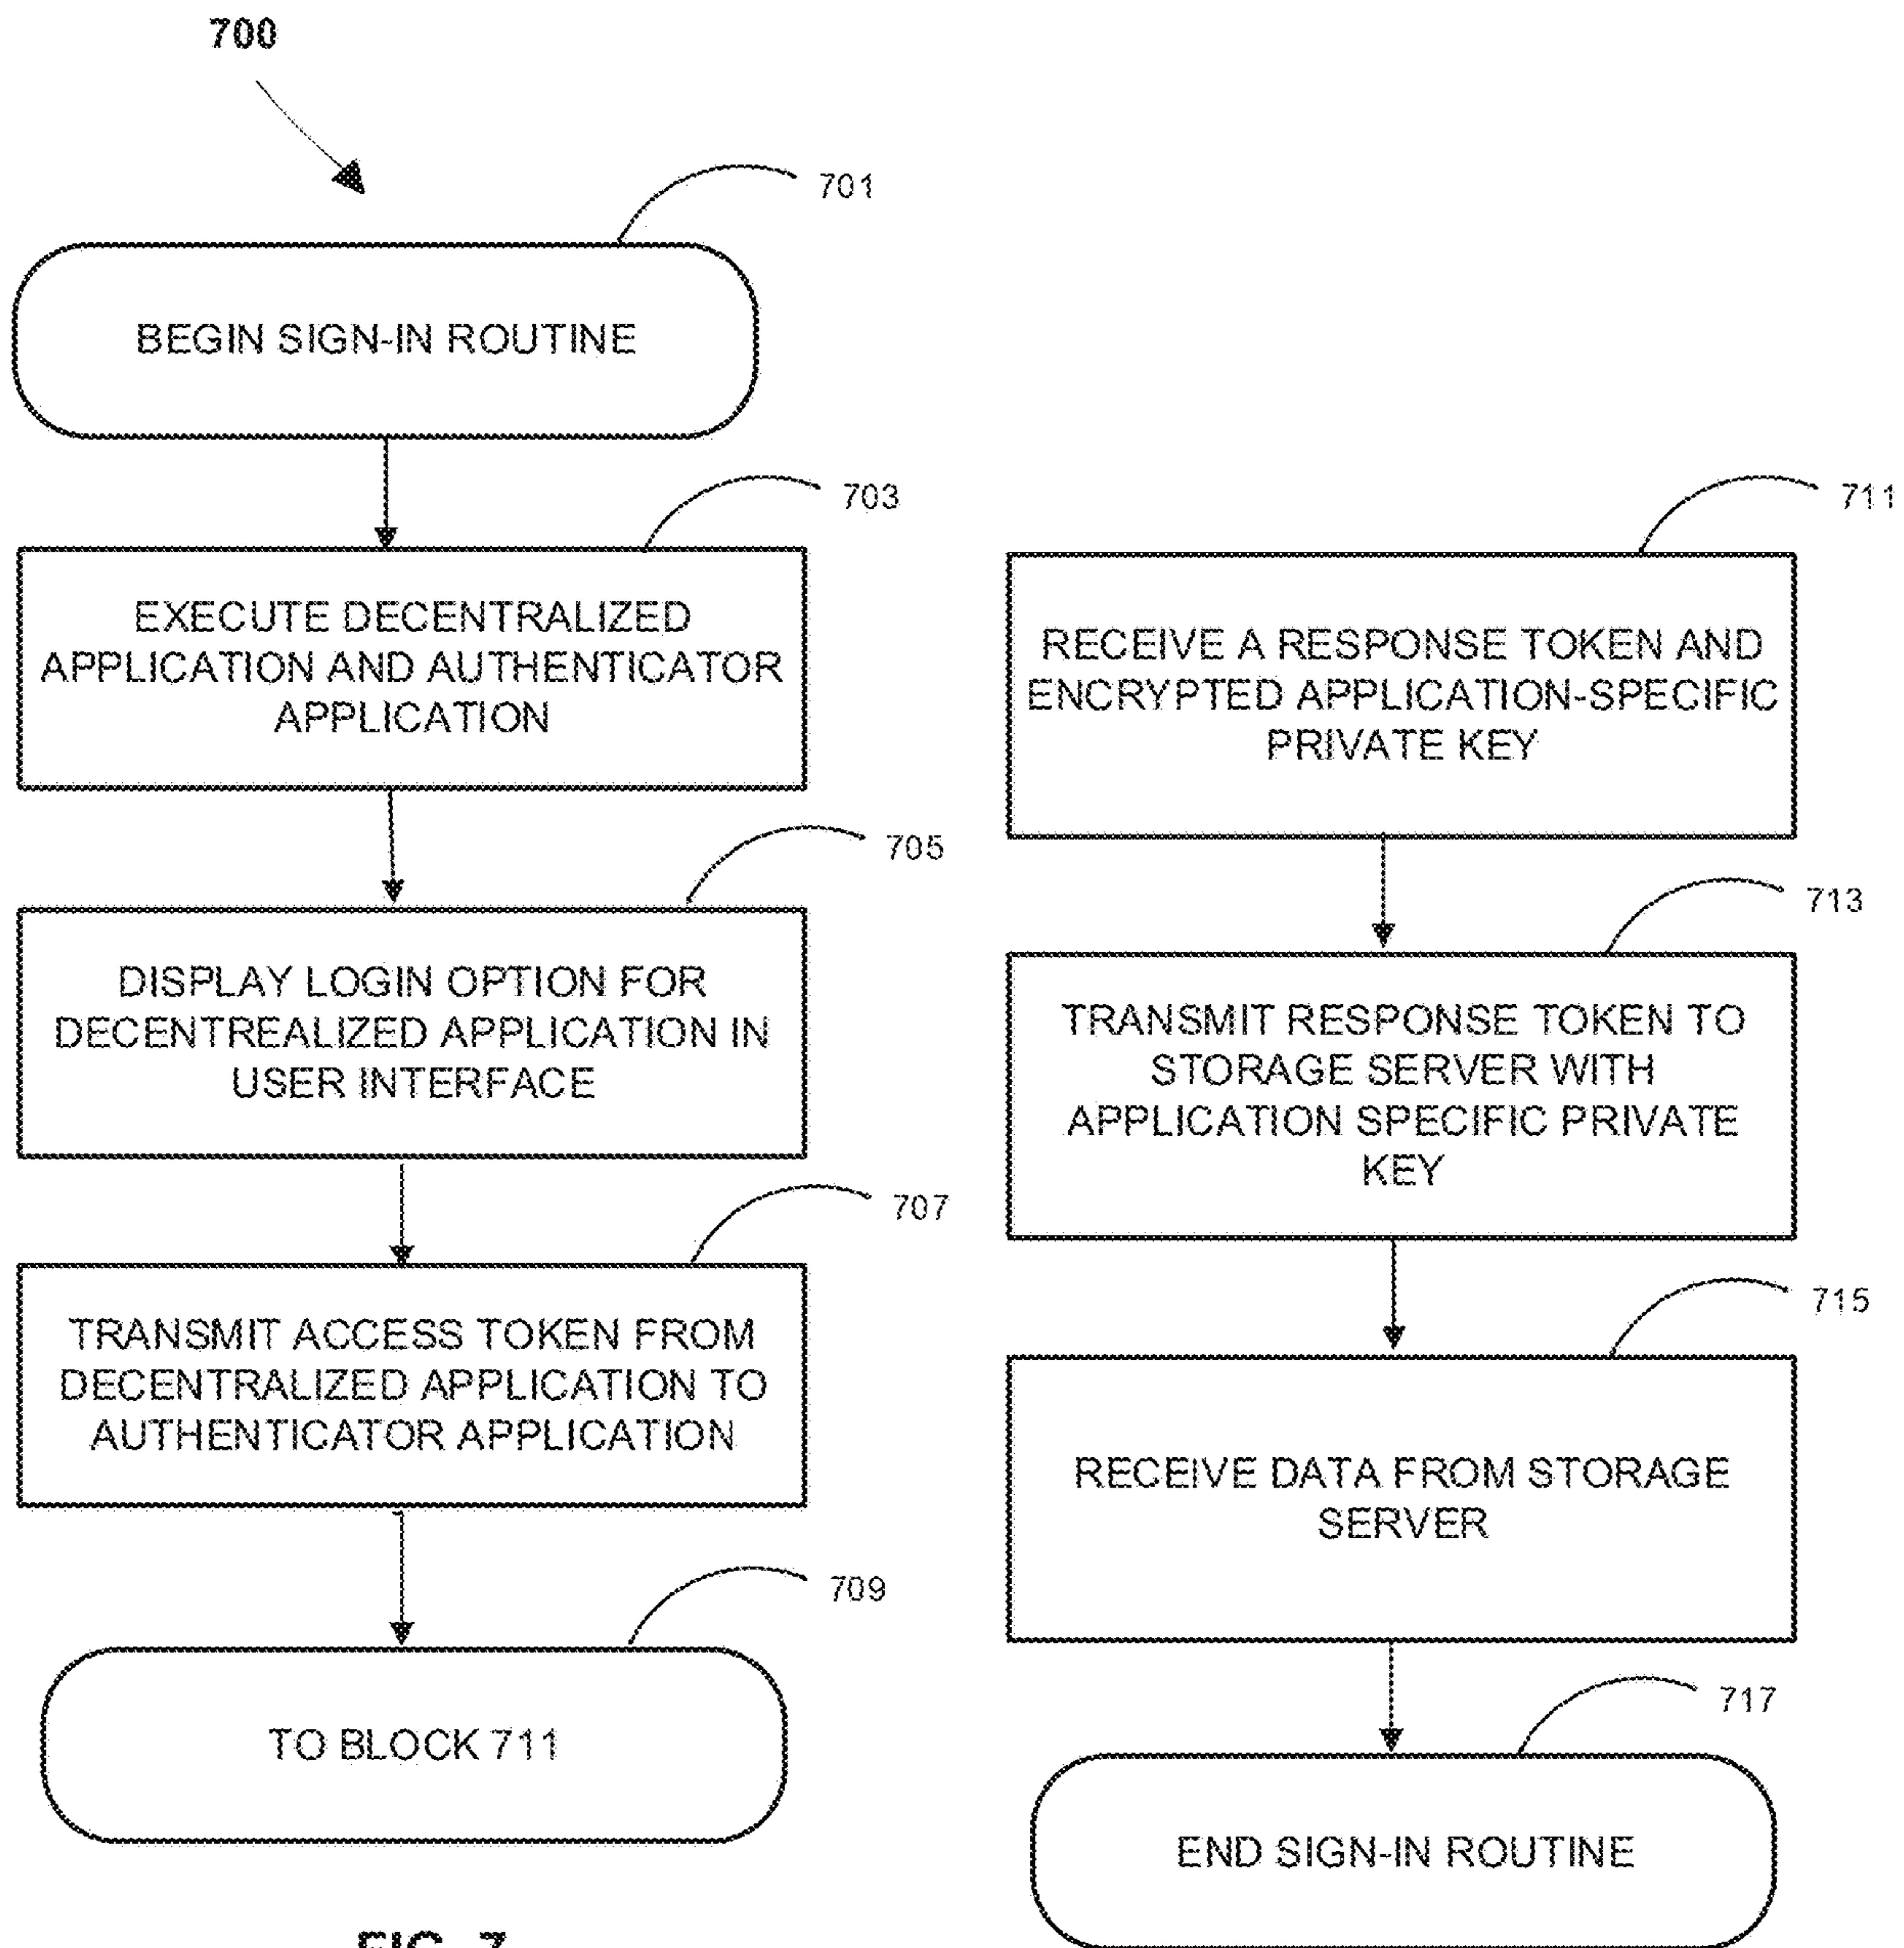 700
701
BEGIN SIGN-IN ROUTINE
703
EXECUTE DECENTRALIZED
APPLICATION AND AUTHENTICATOR
APPLICATION
705
DISPLAY LOGIN OPTION FOR
DECENTREALIZED APPLICATION IN
USER INTERFACE
707
TRANSMIT ACCESS TOKEN FROM
DECENTRALIZED APPLICATION TO
AUTHENTICATOR APPLICATION
709
TO BLOCK 711
711
RECEIVE A RESPONSE TOKEN AND
ENCRYPTED APPLICATION-SPECIFIC
PRIVATE KEY
713
TRANSMIT RESPONSE TOKEN TO
STORAGE SERVER WITH
APPLICATION SPECIFIC PRIVATE
KEY
715
RECEIVE DATA FROM STORAGE
SERVER
717
END SIGN-IN ROUTINE
FIG. 7